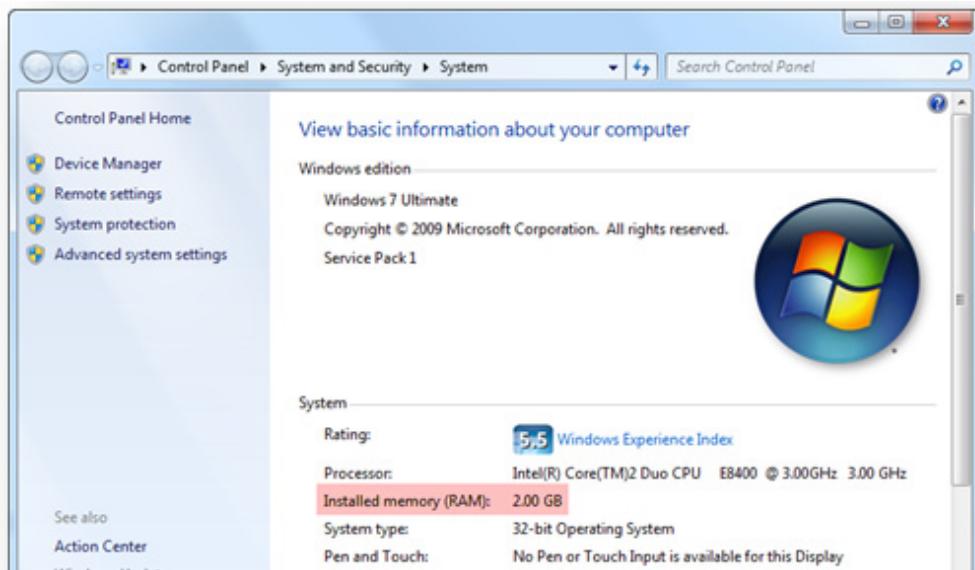 Control Panel ▸ System and Security ▸ System
Search Control Panel
Control Panel Home
Device Manager
Remote settings
System protection
Advanced system settings
See also
Action Center
View basic information about your computer
Windows edition
Windows 7 Ultimate
Copyright © 2009 Microsoft Corporation. All rights reserved.
Service Pack 1
System
Rating: 5.5 Windows Experience Index
Processor: Intel(R) Core(TM)2 Duo CPU E8400 @ 3.00GHz 3.00 GHz
Installed memory (RAM): 2.00 GB
System type: 32-bit Operating System
Pen and Touch: No Pen or Touch Input is available for this Display